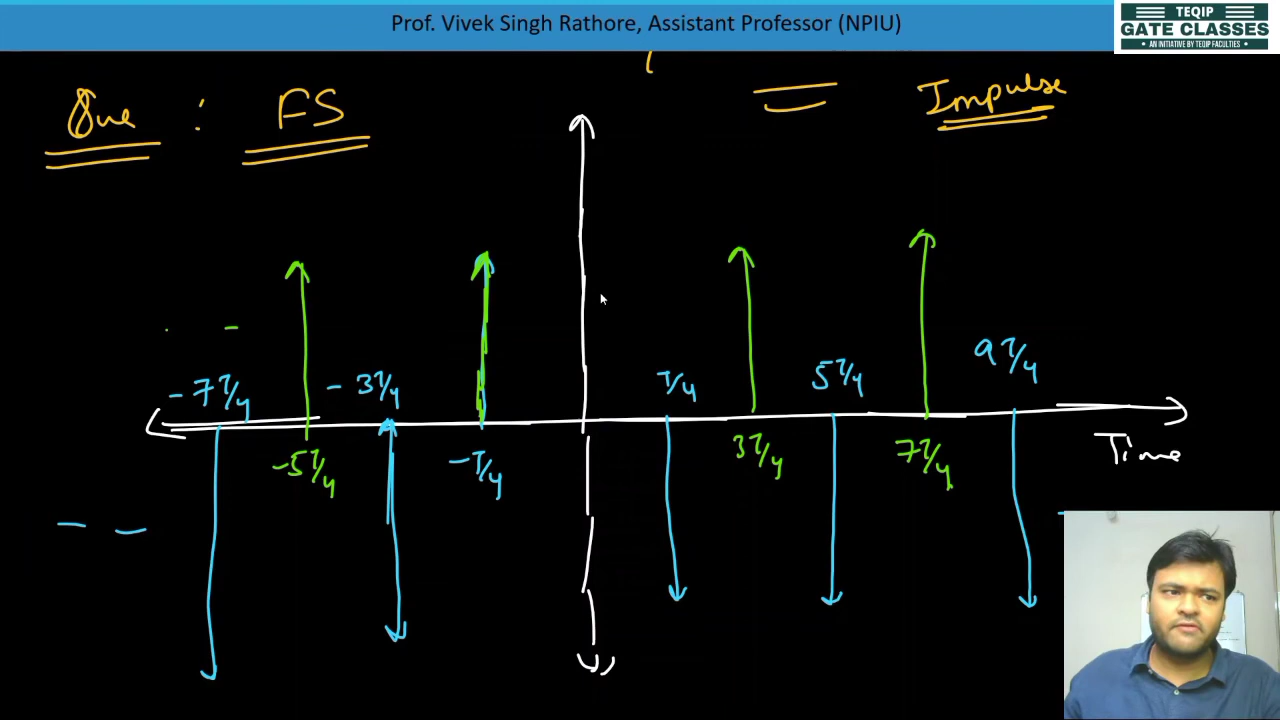 Prof. Vivek Singh Rathore, Assistant Professor (NPIU)
TEQIP
GATE CLASSES
• AN INITIATIVE BY TEQIP FACULTIES •
Que : FS
Impulse
-7T/4 -3T/4 T/4 5T/4 9T/4
-5T/4 -T/4 3T/4 7T/4
Time